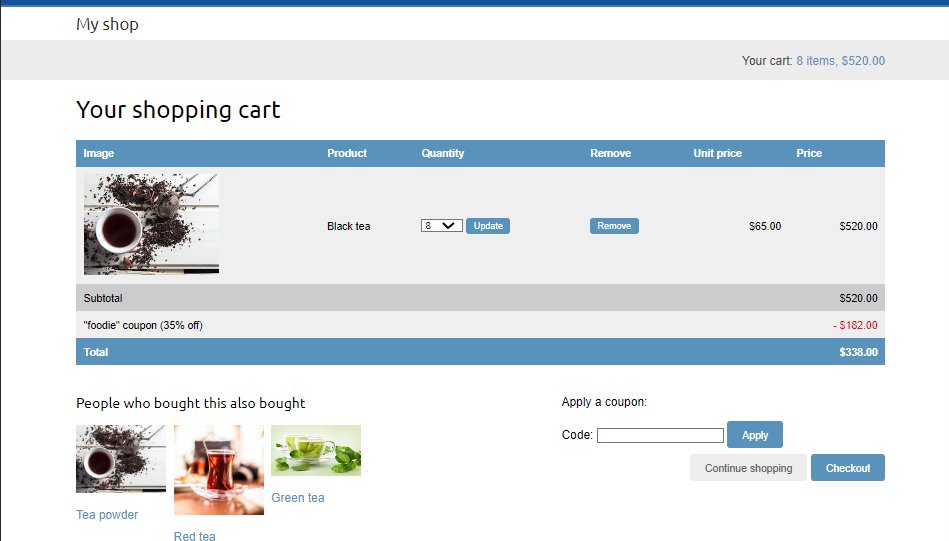 My shop
Your cart: 8 items, $520.00
Your shopping cart
Image Product Quantity Remove Unit price Price
Black tea 8 Update Remove $65.00 $520.00
Subtotal $520.00
"foodie" coupon (35% off) - $182.00
Total $338.00
People who bought this also bought
Tea powder
Red tea
Green tea
Apply a coupon:
Code: Apply
Continue shopping Checkout